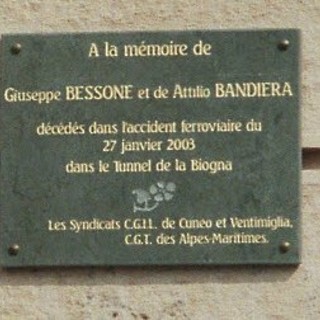 A la mémoire de
Giuseppe BESSONE et de Attilio BANDIERA
décédés dans l'accident ferroviaire du
27 janvier 2003
dans le Tunnel de la Biogna
Les Syndicats C.G.I.L. de Cuneo et Ventimiglia,
C.G.T. des Alpes-Maritimes.